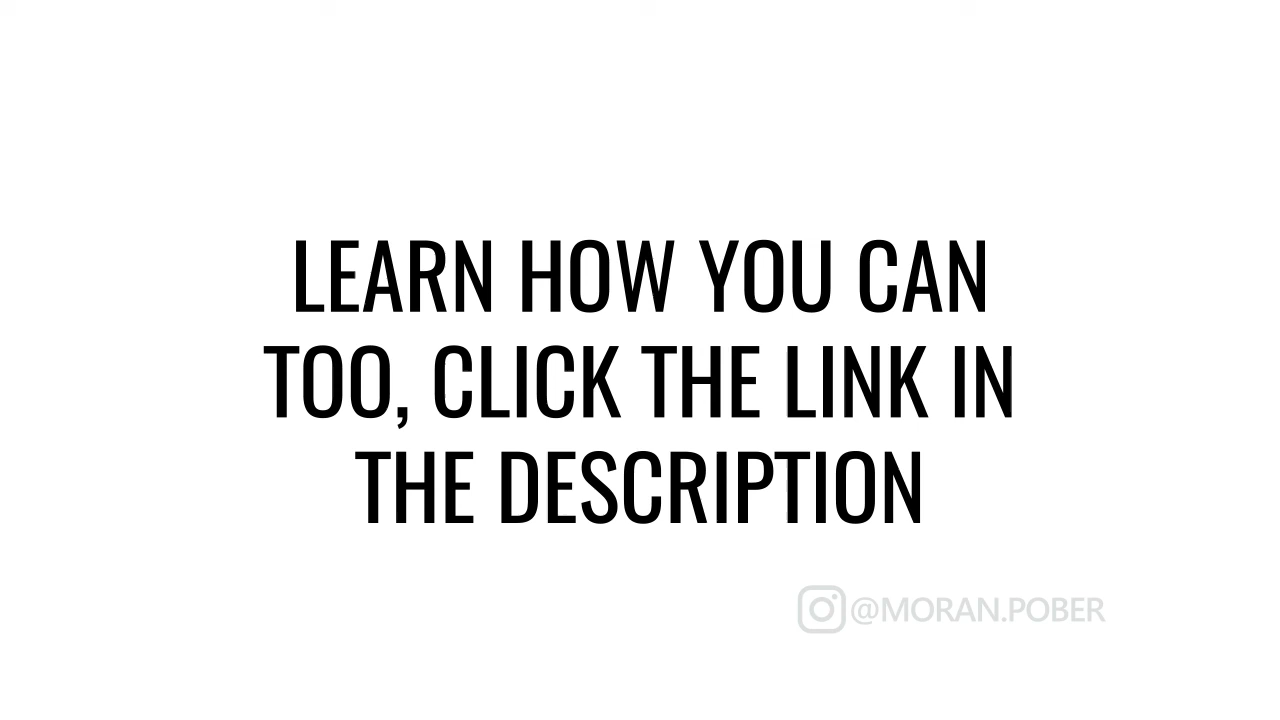 LEARN HOW YOU CAN
TOO, CLICK THE LINK IN
THE DESCRIPTION
@MORAN.POBER